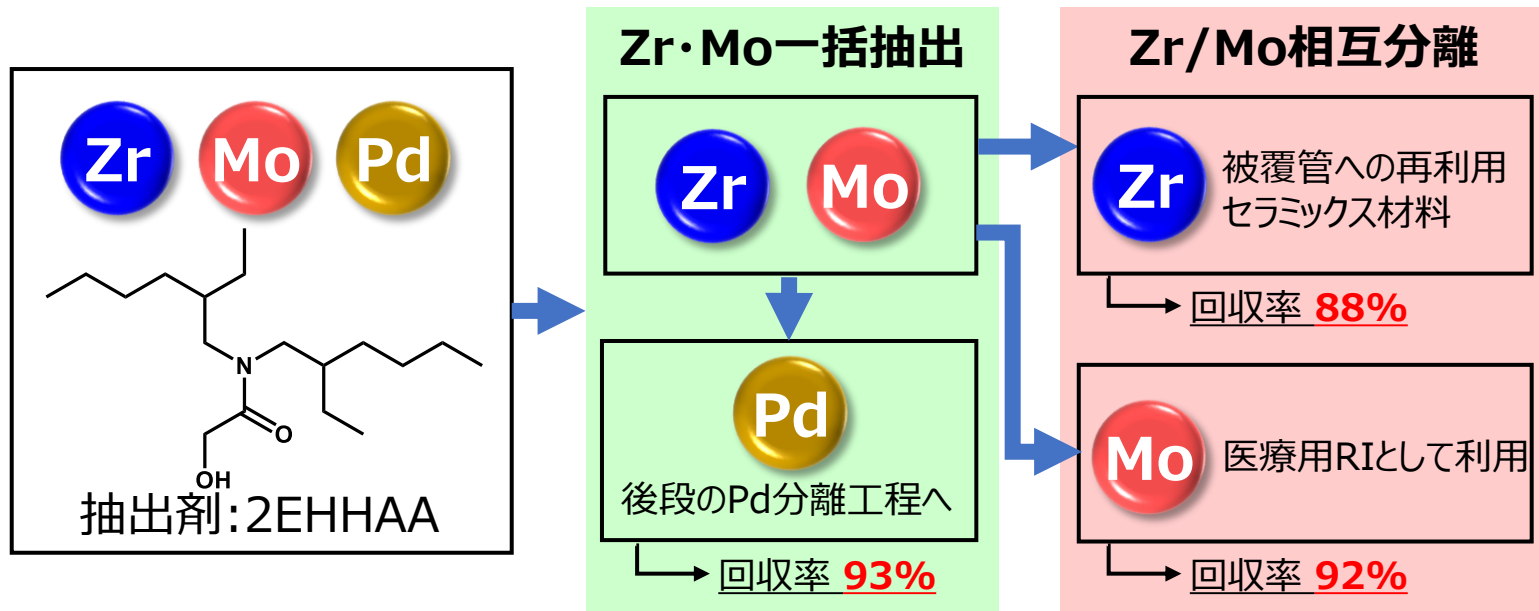 Zr Mo Pd
N
O
OH
抽出剤:2EHHAA
Zr・Mo一括抽出
Zr Mo
Pd
後段のPd分離工程へ
回収率 93%
Zr/Mo相互分離
Zr
被覆管への再利用
セラミックス材料
回収率 88%
Mo
医療用RIとして利用
回収率 92%